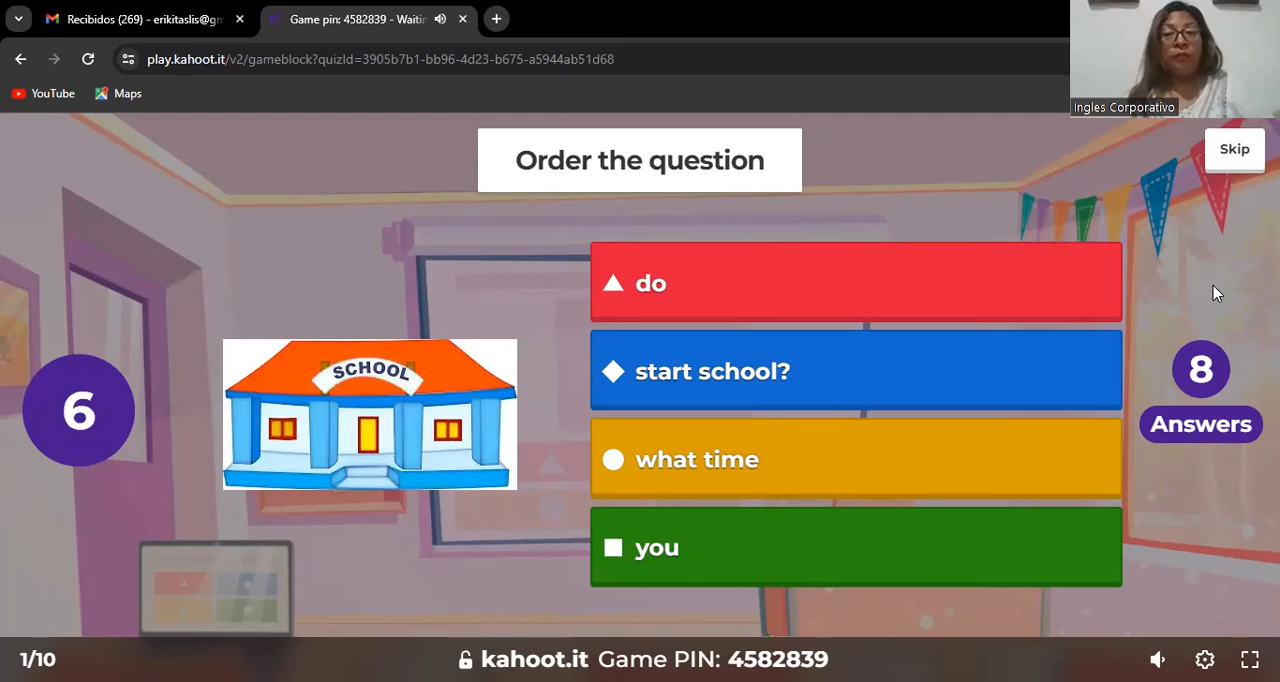 Recibidos (269) - erikitaslis@gm
Game pin: 4582839 - Waitin
play.kahoot.it/v2/gameblock?quizId=3905b7b1-bb96-4d23-b675-a5944ab51d68
YouTube
Maps
Ingles Corporativo
Order the question
Skip
do
start school?
what time
you
SCHOOL
6
8
Answers
1/10
kahoot.it Game PIN: 4582839